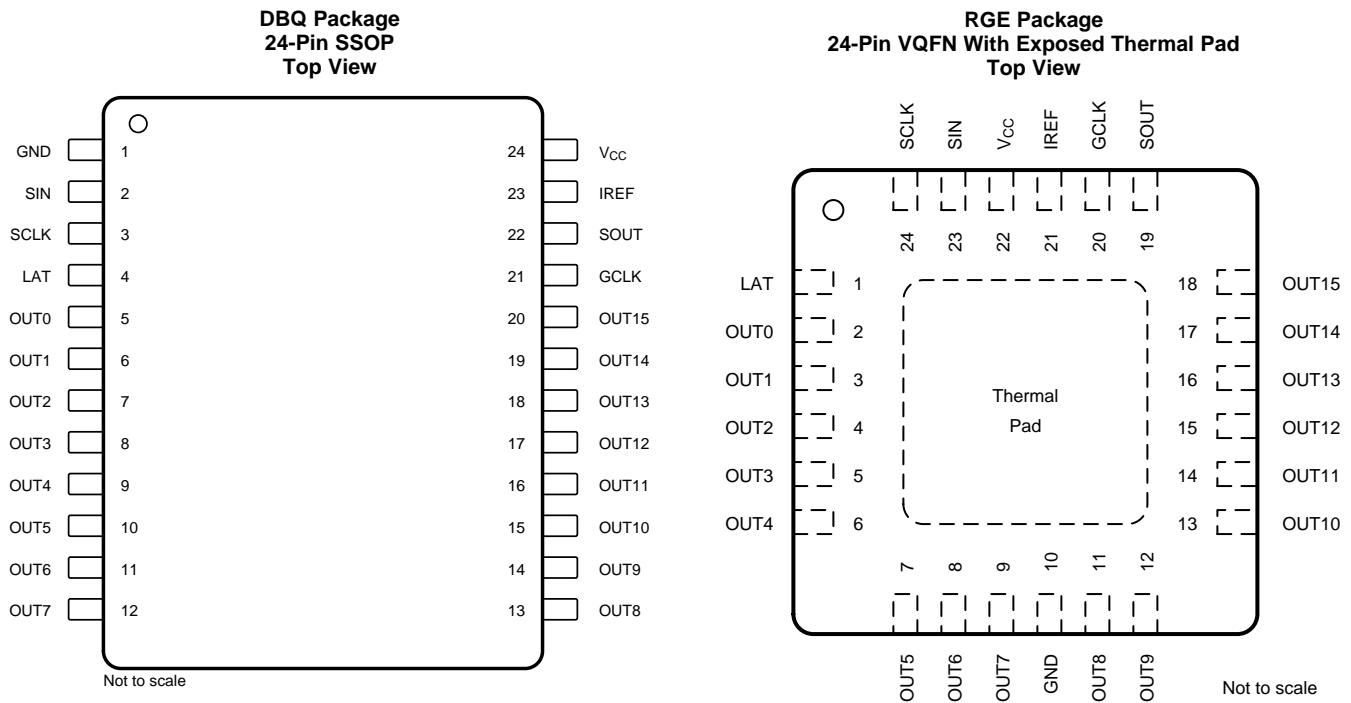 DBQ Package
24-Pin SSOP
Top View
GND 1 24 VCC
SIN 2 23 IREF
SCLK 3 22 SOUT
LAT 4 21 GCLK
OUT0 5 20 OUT15
OUT1 6 19 OUT14
OUT2 7 18 OUT13
OUT3 8 17 OUT12
OUT4 9 16 OUT11
OUT5 10 15 OUT10
OUT6 11 14 OUT9
OUT7 12 13 OUT8
Not to scale
RGE Package
24-Pin VQFN With Exposed Thermal Pad
Top View
SCLK SIN VCC IREF GCLK SOUT
24 23 22 21 20 19
LAT 1 18 OUT15
OUT0 2 17 OUT14
OUT1 3 16 OUT13
Thermal
OUT2 4 15 OUT12
Pad
OUT3 5 14 OUT11
OUT4 6 13 OUT10
7 8 9 10 11 12
OUT5 OUT6 OUT7 GND OUT8 OUT9
Not to scale